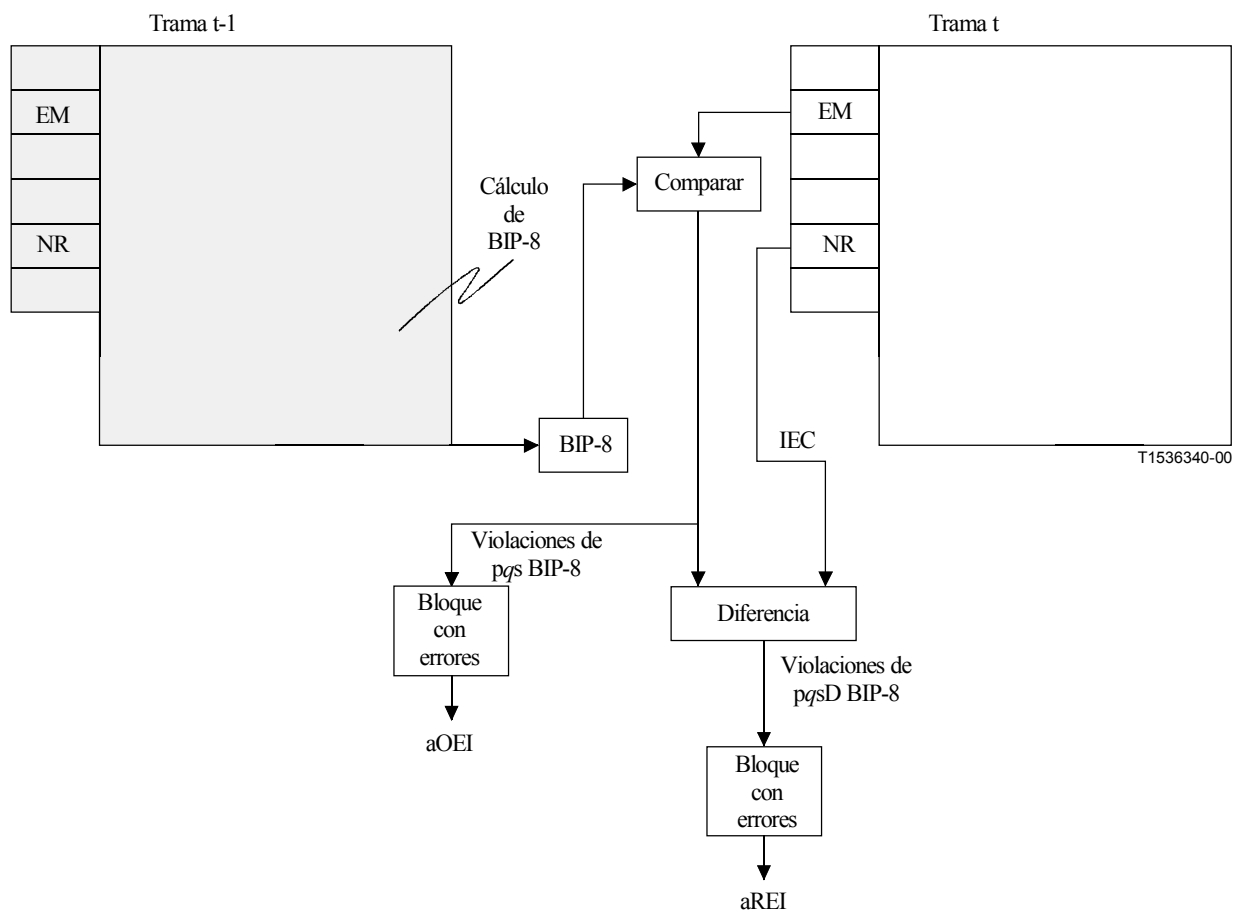 Trama t-1
Trama t
EM
NR
Cálculo
de
BIP-8
BIP-8
Comparar
EM
NR
IEC
T1536340-00
Violaciones de
pqs BIP-8
Bloque
con
errores
aOEI
Diferencia
Violaciones de
pqsD BIP-8
Bloque
con
errores
aREI